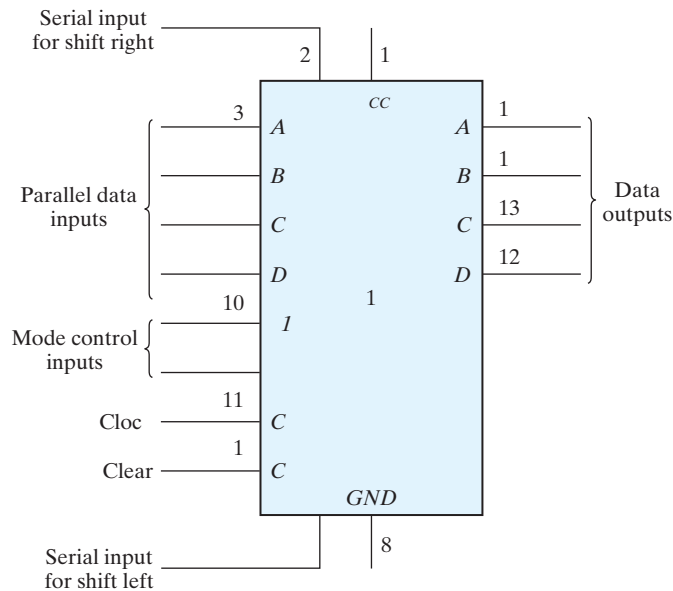 Serial input
for shift right
2
1
CC
3
A
A
1
B
B
1
Parallel data
inputs
Data
outputs
C
C
13
D
D
12
10
1
1
Mode control
inputs
11
Cloc
C
1
Clear
C
GND
8
Serial input
for shift left